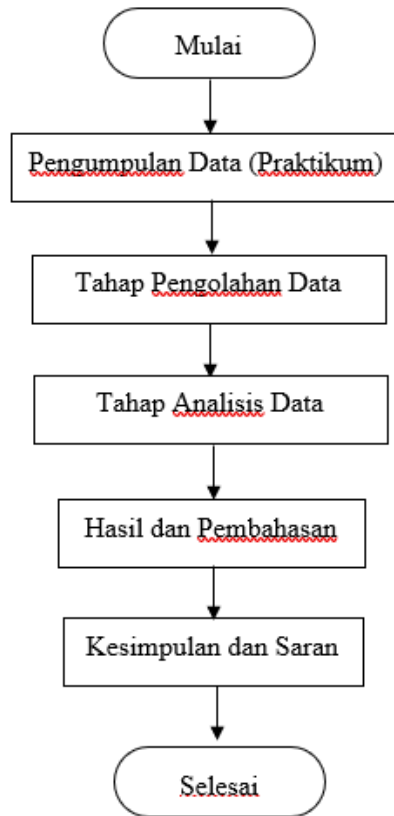 Mulai
Pengumpulan Data (Praktikum)
Tahap Pengolahan Data
Tahap Analisis Data
Hasil dan Pembahasan
Kesimpulan dan Saran
Selesai